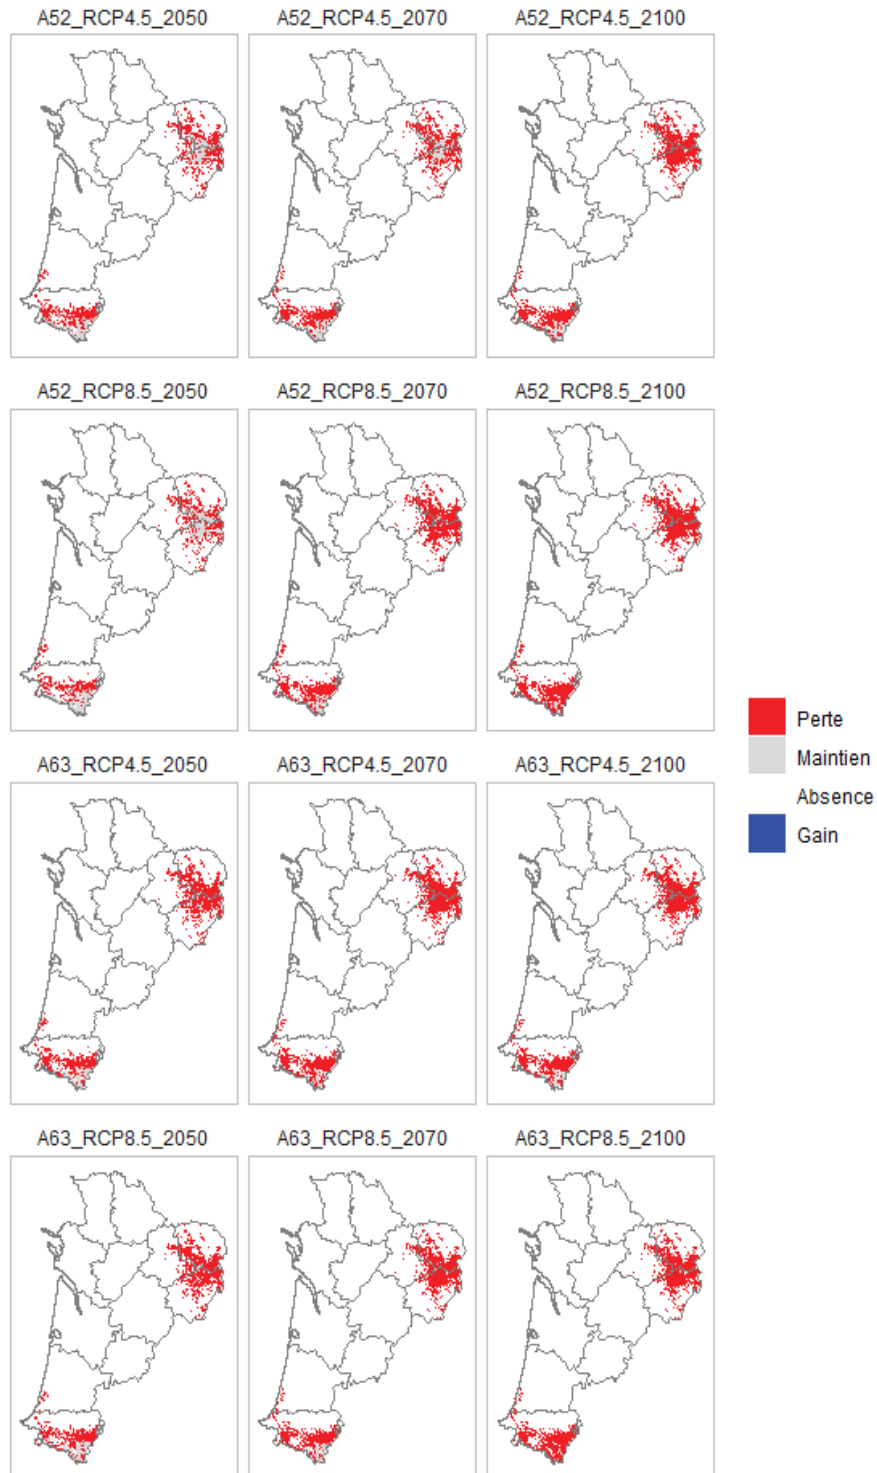 A52_RCP4.5_2050
A52_RCP4.5_2070
A52_RCP4.5_2100
A52_RCP8.5_2050
A52_RCP8.5_2070
A52_RCP8.5_2100
Perte
Maintien
Absence
Gain
A63_RCP4.5_2050
A63_RCP4.5_2070
A63_RCP4.5_2100
A63_RCP8.5_2050
A63_RCP8.5_2070
A63_RCP8.5_2100